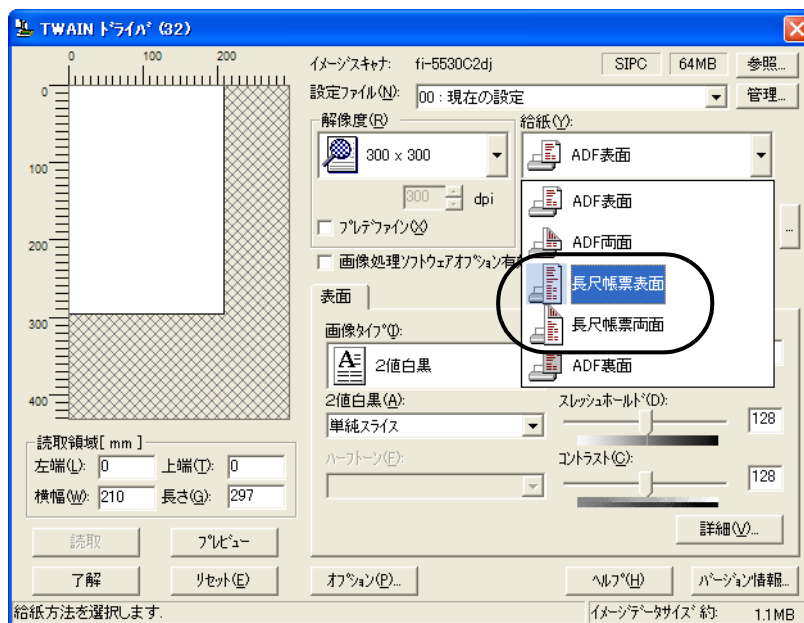 TWAIN ﾄﾞﾗｲﾊﾞ (32)
0 100 200
0
100
200
300
400
ｲﾒｰｼﾞｽｷｬﾅ: fi-5530C2dj SIPC 64MB 参照...
設定ﾌｧｲﾙ(N): 00 : 現在の設定 管理...
解像度(R)
300 x 300
300 dpi
ﾌﾟﾚﾃﾞﾌｧｲﾝ(X)
給紙(Y):
ADF表面
ADF表面
ADF両面
長尺帳票表面
長尺帳票両面
ADF裏面
...
画像処理ｿﾌﾄｳｪｱｵﾌﾟｼｮﾝ有
表面
画像ﾀｲﾌﾟ(I):
2値白黒
2値白黒(A):
単純スライス
ﾊｰﾌﾄｰﾝ(F):
ｽﾚｯｼｭﾎｰﾙﾄﾞ(D):
128
ｺﾝﾄﾗｽﾄ(C):
128
詳細(V)...
読取領域[ mm ]
左端(L): 0 上端(T): 0
横幅(W): 210 長さ(G): 297
読取 ﾌﾟﾚﾋﾞｭｰ
了解 ﾘｾｯﾄ(E) ｵﾌﾟｼｮﾝ(P)... ﾍﾙﾌﾟ(H) ﾊﾞｰｼﾞｮﾝ情報...
給紙方法を選択します. ｲﾒｰｼﾞﾃﾞｰﾀｻｲｽﾞ 約: 1.1MB